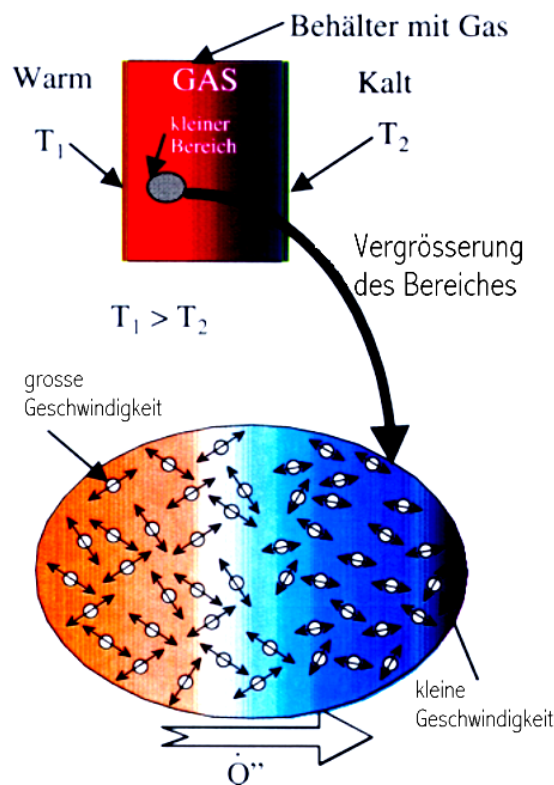 Behälter mit Gas
Warm
GAS
Kalt
kleiner
Bereich
T₁
T₂
Vergrösserung
des Bereiches
T₁ > T₂
grosse
Geschwindigkeit
kleine
Geschwindigkeit
Q̇"